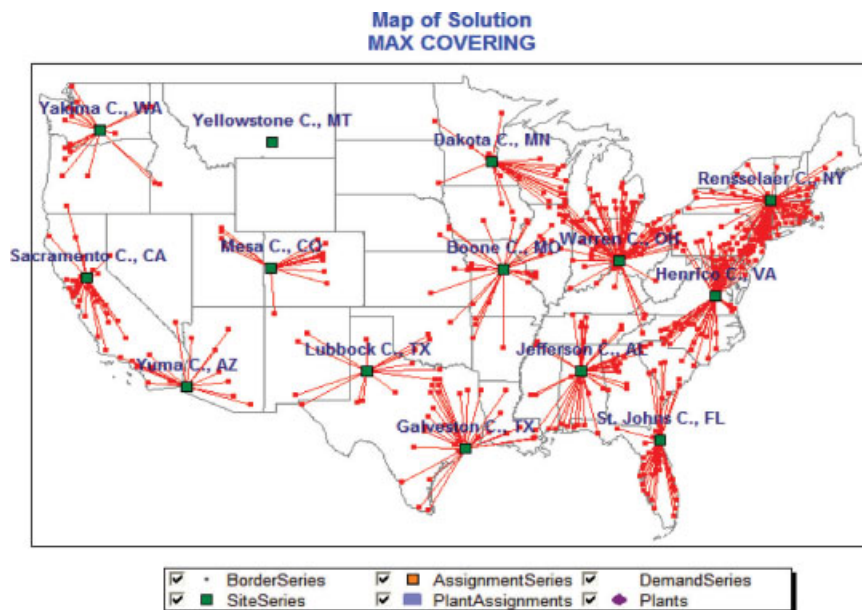 Map of Solution
MAX COVERING
Yakima C., WA
Yellowstone C., MT
Dakota C., MN
Rensselaer C., NY
Sacramento C., CA
Mesa C., CO
Boone C., MO
Warren C., OH
Henrico C., VA
Yuma C., AZ
Lubbock C., TX
Jefferson C., AL
Galveston C., TX
St. Johns C., FL
BorderSeries AssignmentSeries DemandSeries
SiteSeries PlantAssignments Plants